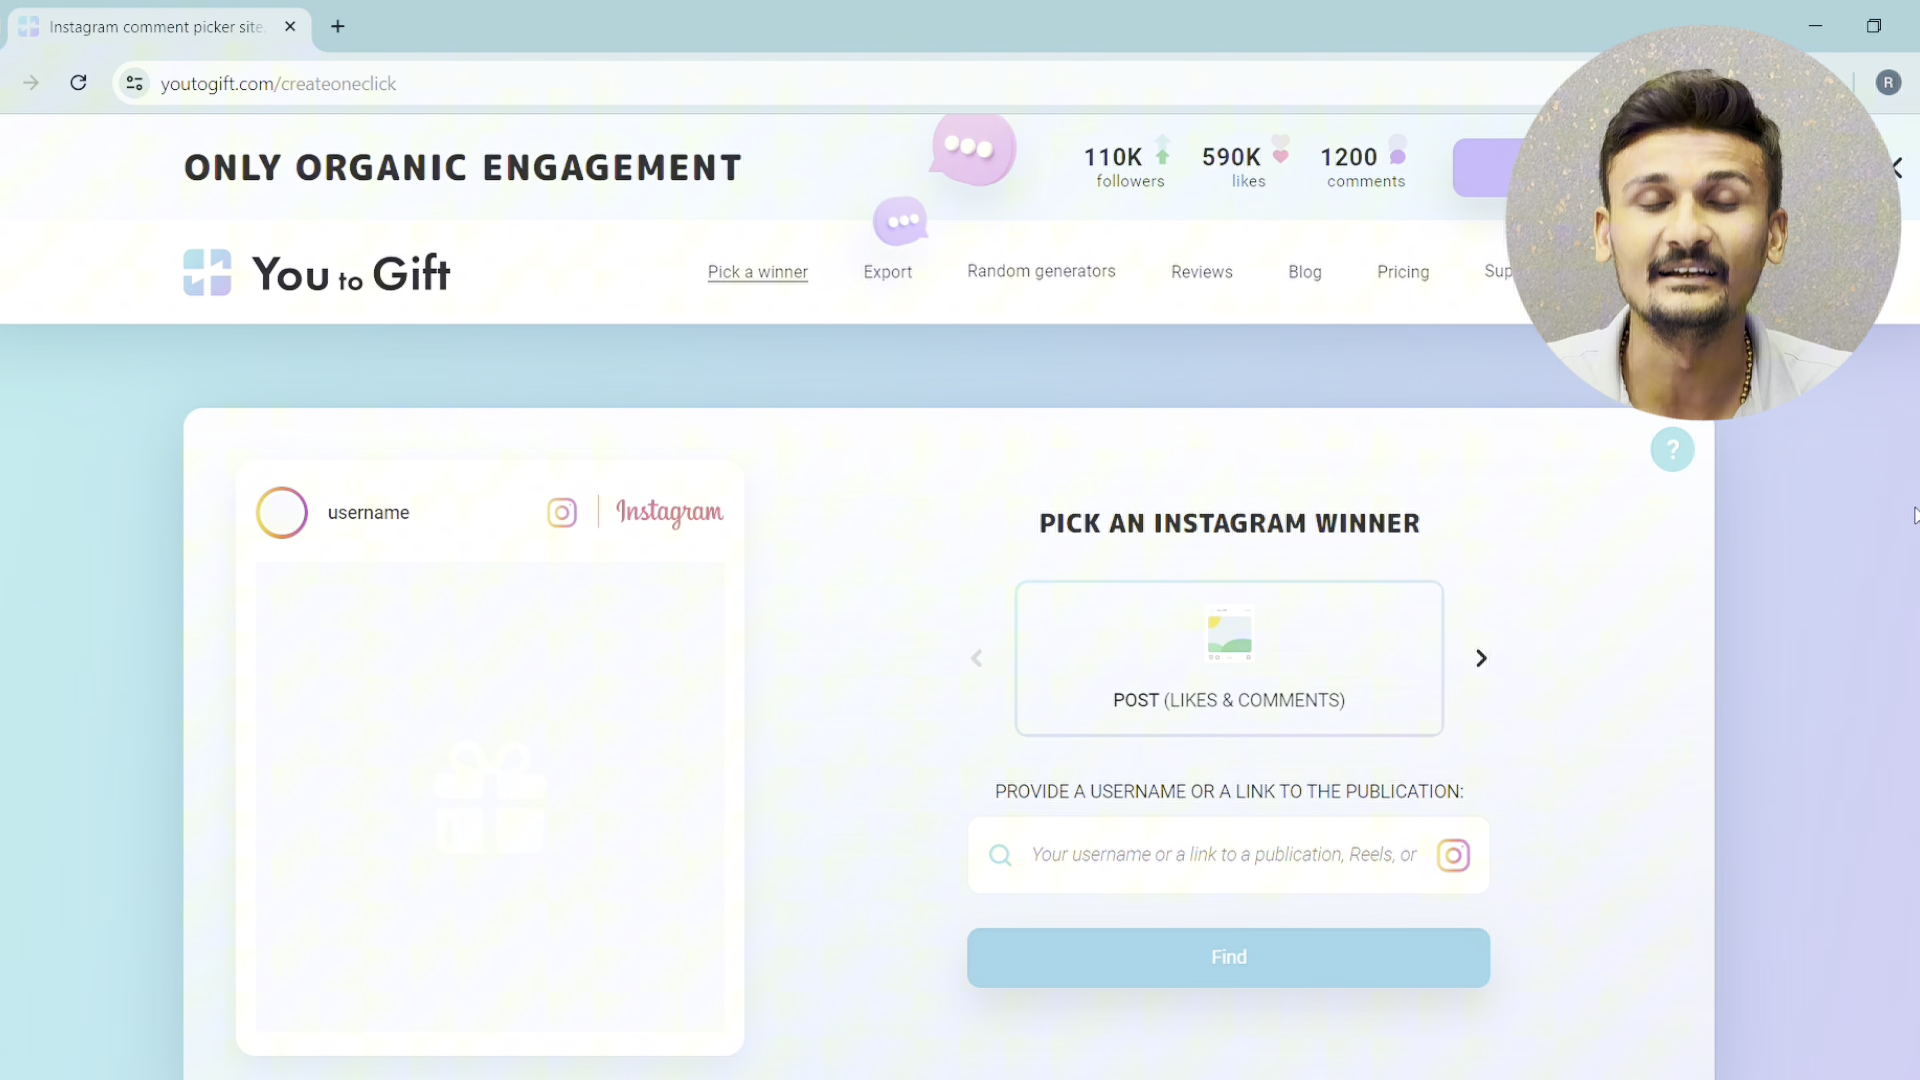 Instagram comment picker site
youtogift.com/createoneclick
R
ONLY ORGANIC ENGAGEMENT
110K
followers
590K
likes
1200
comments
You to Gift
Pick a winner
Export
Random generators
Reviews
Blog
Pricing
?
username
Instagram
PICK AN INSTAGRAM WINNER
POST (LIKES & COMMENTS)
PROVIDE A USERNAME OR A LINK TO THE PUBLICATION:
Your username or a link to a publication, Reels, or
Find